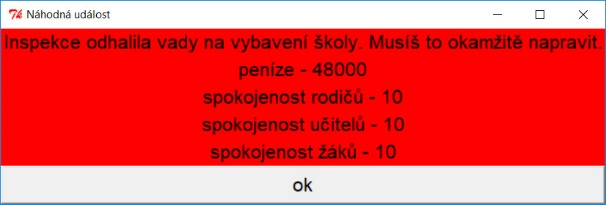 Náhodná událost
Inspekce odhalila vady na vybavení školy. Musíš to okamžitě napravit.
peníze - 48000
spokojenost rodičů - 10
spokojenost učitelů - 10
spokojenost žáků - 10
ok